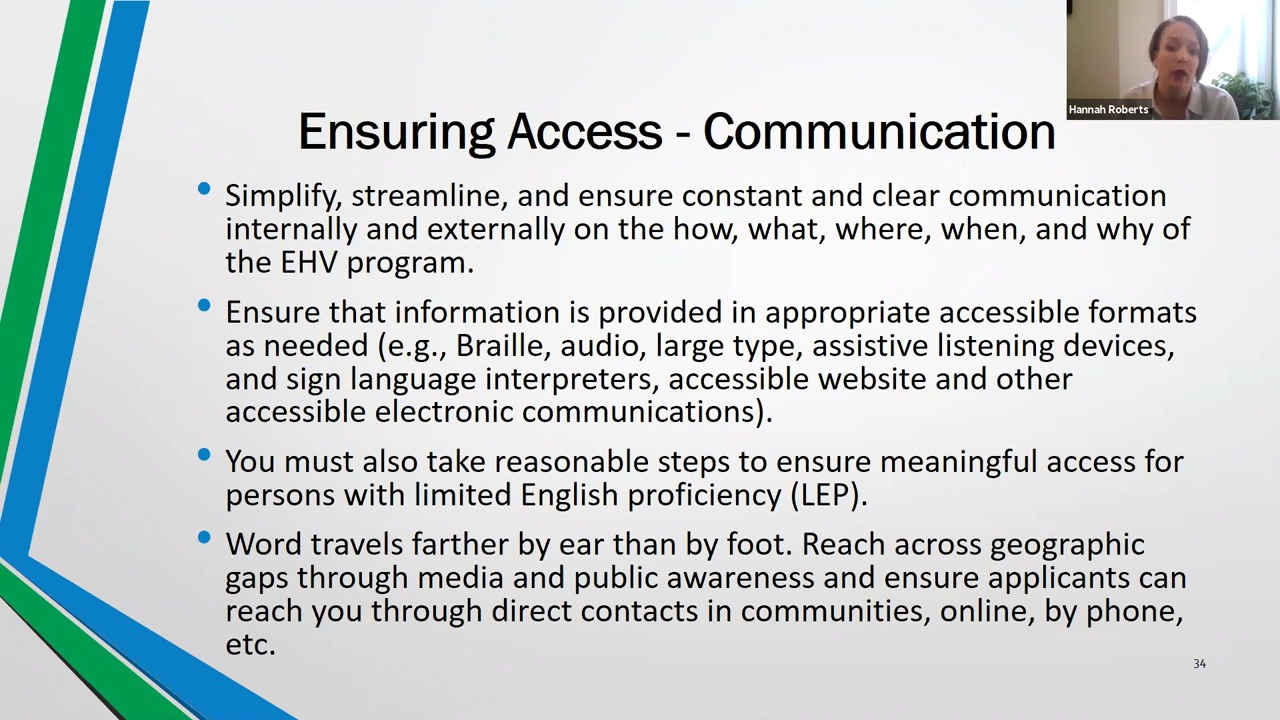 Hannah Roberts
Ensuring Access - Communication
• Simplify, streamline, and ensure constant and clear communication
internally and externally on the how, what, where, when, and why of
the EHV program.
• Ensure that information is provided in appropriate accessible formats
as needed (e.g., Braille, audio, large type, assistive listening devices,
and sign language interpreters, accessible website and other
accessible electronic communications).
• You must also take reasonable steps to ensure meaningful access for
persons with limited English proficiency (LEP).
• Word travels farther by ear than by foot. Reach across geographic
gaps through media and public awareness and ensure applicants can
reach you through direct contacts in communities, online, by phone,
etc.
34